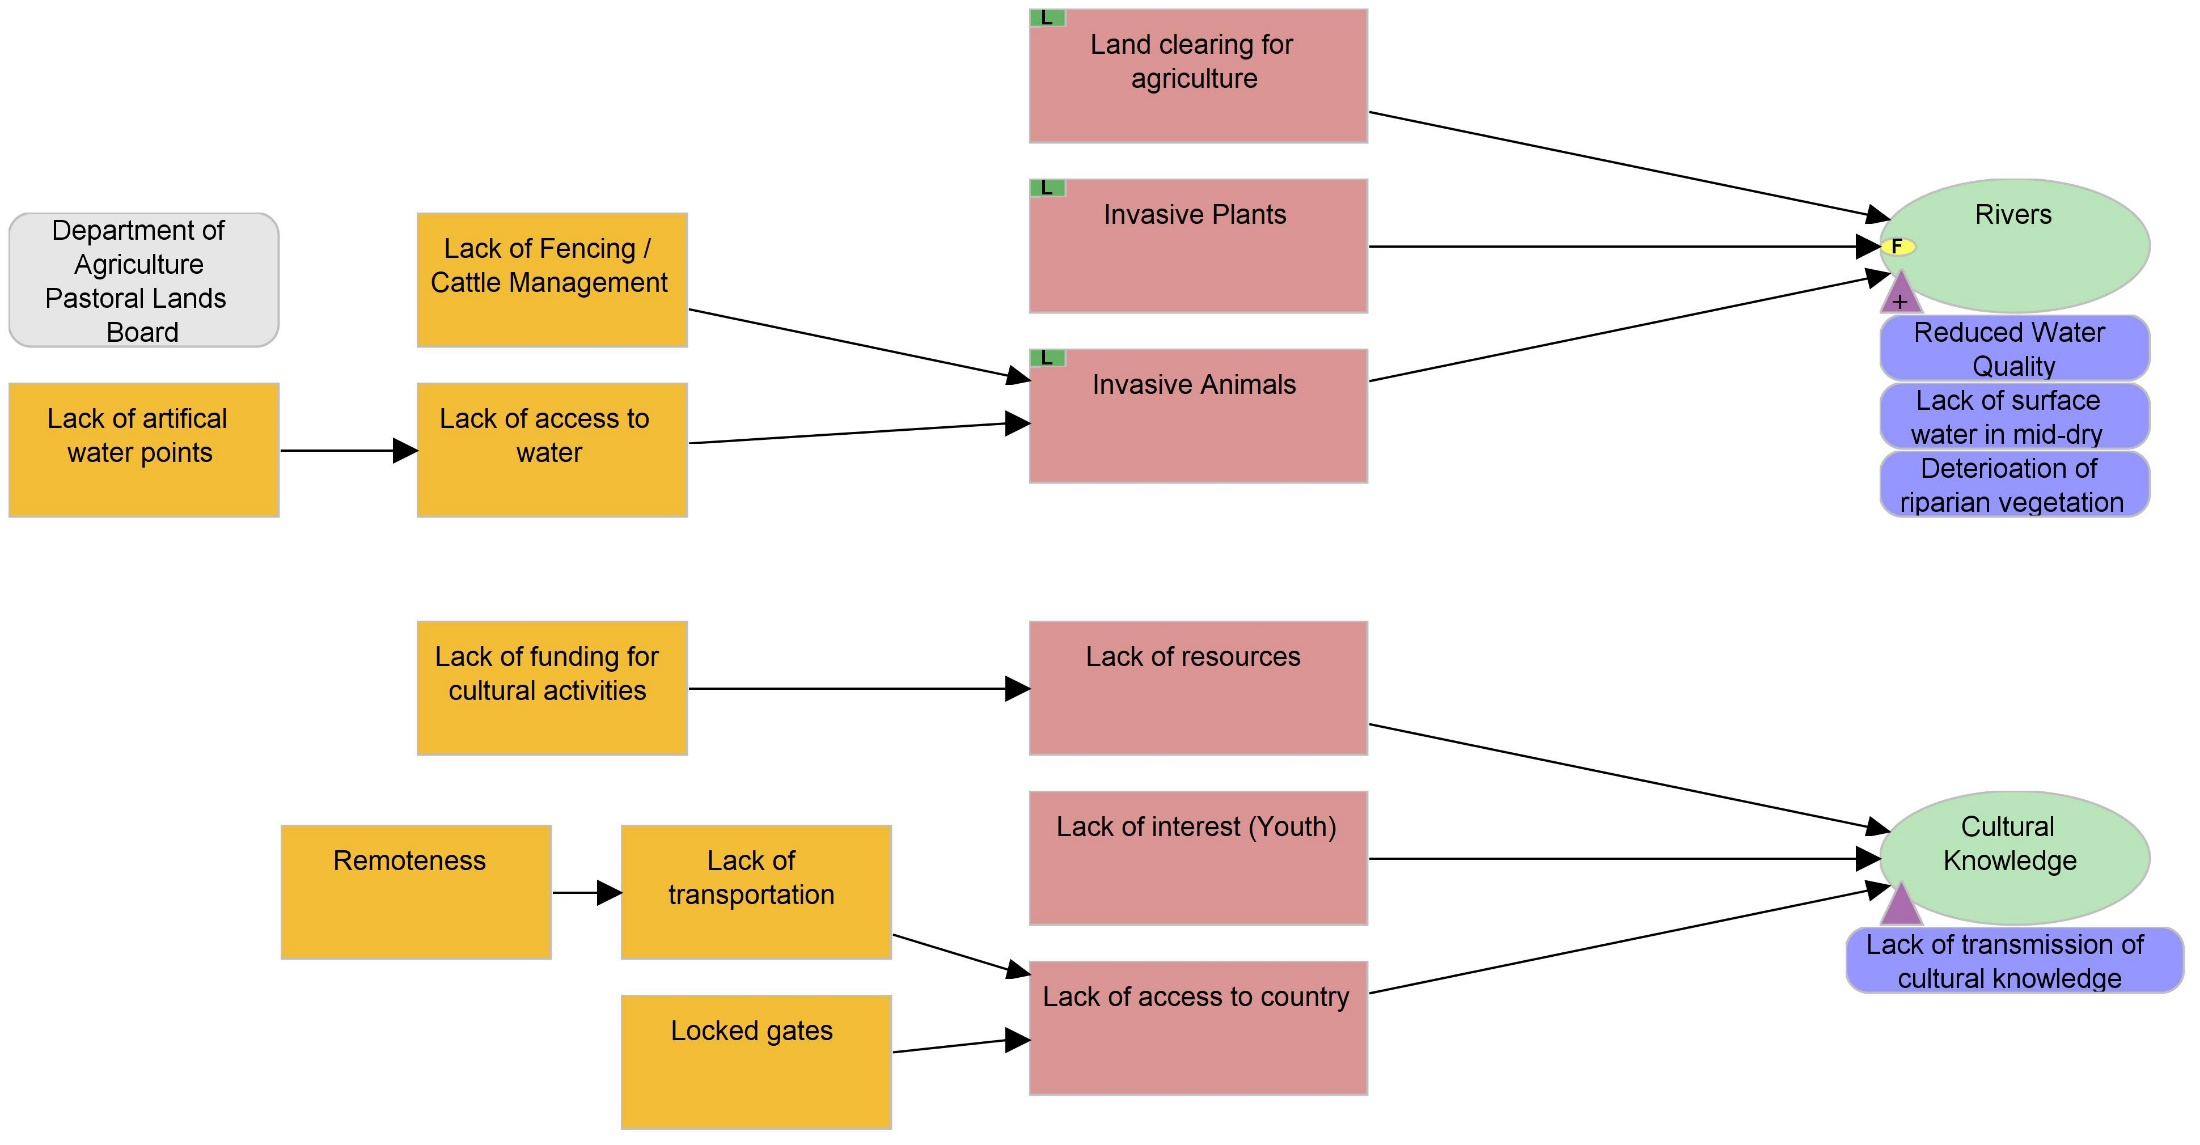 L
Land clearing for
agriculture
L
Invasive Plants
Rivers
F
+
Department of
Agriculture
Pastoral Lands
Board
Lack of Fencing /
Cattle Management
L
Invasive Animals
Reduced Water
Quality
Lack of surface
water in mid-dry
Deterioation of
riparian vegetation
Lack of artifical
water points
Lack of access to
water
Lack of funding for
cultural activities
Lack of resources
Lack of interest (Youth)
Cultural
Knowledge
Remoteness
Lack of
transportation
Lack of transmission of
cultural knowledge
Lack of access to country
Locked gates